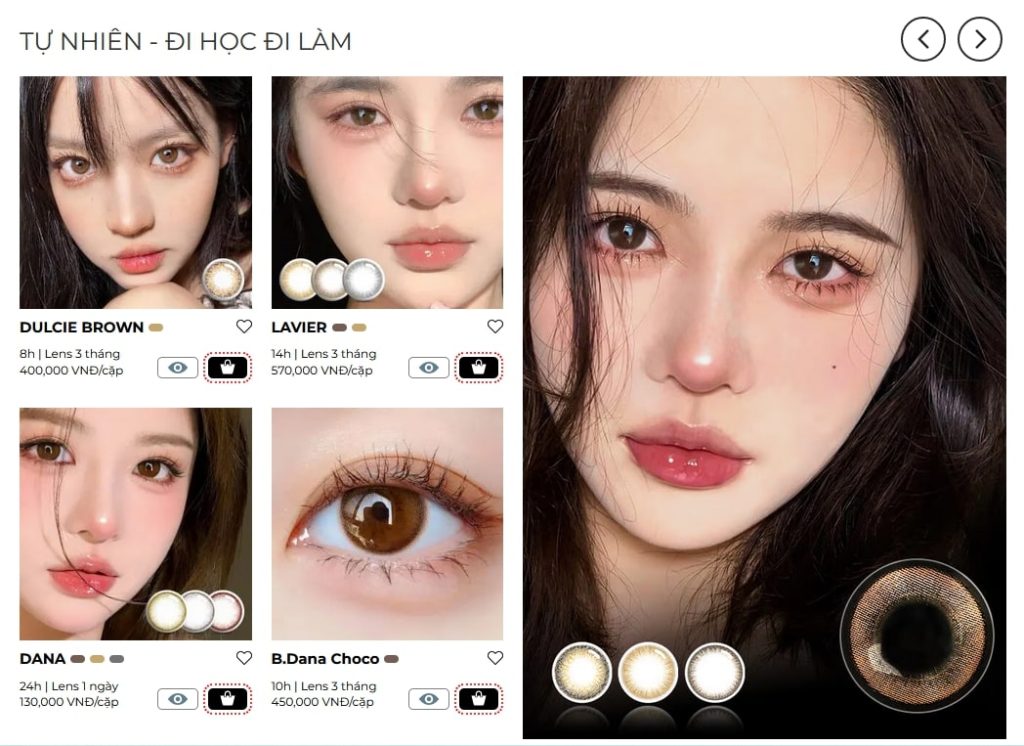 TỰ NHIÊN - ĐI HỌC ĐI LÀM
DULCIE BROWN
8h | Lens 3 tháng
400,000 VNĐ/cặp
LAVIER
14h | Lens 3 tháng
570,000 VNĐ/cặp
DANA
24h | Lens 1 ngày
130,000 VNĐ/cặp
B.Dana Choco
10h | Lens 3 tháng
450,000 VNĐ/cặp